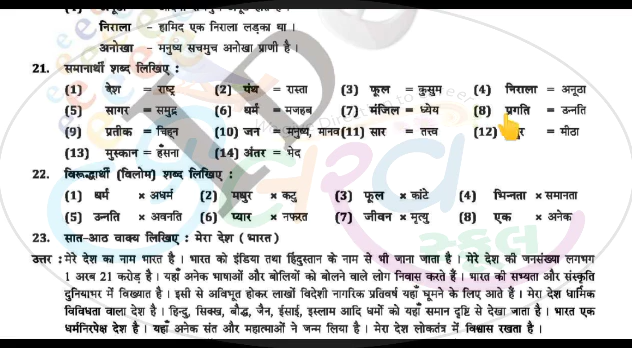 निराला - हामिद एक निराला लड़का था ।
अनोखा - मनुष्य सचमुच अनोखा प्राणी है ।
21. समानार्थी शब्द लिखिए :
(1) देश = राष्ट्र (2) पंथ = रास्ता (3) फूल = कुसुम (4) निराला = अनूठा
(5) सागर = समुद्र (6) धर्म = मजहब (7) मंजिल = ध्येय (8) प्रगति = उन्नति
(9) प्रतीक = चिह्न (10) जन = मनुष्य, मानव (11) सार = तत्त्व (12) = मीठा
(13) मुस्कान = हँसना (14) अंतर = भेद
22. विरूद्धार्थी (विलोम) शब्द लिखिए :
(1) धर्म × अधर्म (2) मधुर × कटु (3) फूल × काँटे (4) भिन्नता × समानता
(5) उन्नति × अवनति (6) प्यार × नफरत (7) जीवन × मृत्यु (8) एक × अनेक
23. सात-आठ वाक्य लिखिए : मेरा देश (भारत)
उत्तर : मेरे देश का नाम भारत है । भारत को इंडिया तथा हिंदुस्तान के नाम से भी जाना जाता है । मेरे देश की जनसंख्या लगभग
1 अरब 21 करोड़ है । यहाँ अनेक भाषाओं और बोलियों को बोलने वाले लोग निवास करते हैं । भारत की सभ्यता और संस्कृति
दुनियाभर में विख्यात है । इसी से अविभूत होकर लाखों विदेशी नागरिक प्रतिवर्ष यहाँ घूमने के लिए आते हैं । मेरा देश धार्मिक
विविधता वाला देश है । हिन्दु, सिक्ख, बौद्ध, जैन, ईसाई, इस्लाम आदि धर्मो को यहाँ समान दृष्टि से देखा जाता है । भारत एक
धर्मनिरपेक्ष देश है । यहाँ अनेक संत और महात्माओं ने जन्म लिया है । मेरा देश लोकतंत्र में विश्वास रखता है ।